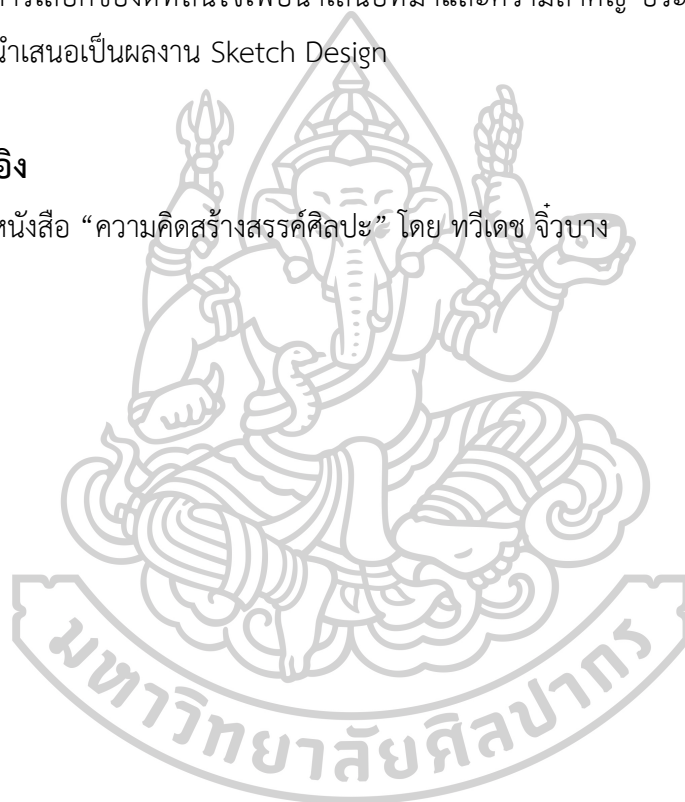 นำเสนอเป็นผลงาน Sketch Design
อิง
หนังสือ “ความคิดสร้างสรรค์ศิลปะ” โดย ทวีเดช จิ๋วบาง
มหาวิทยาลัยศิลปากร